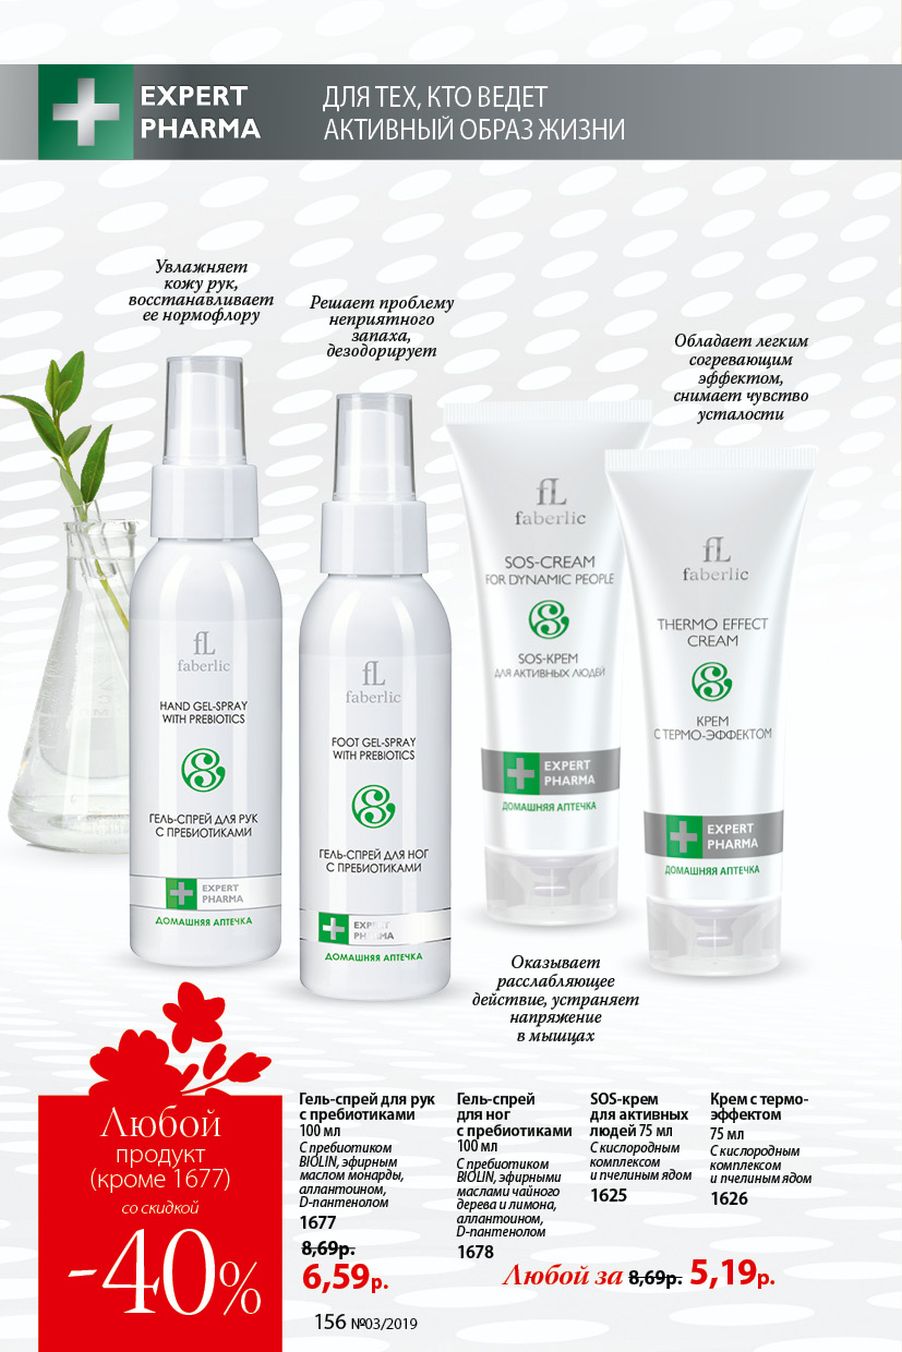 EXPERT
PHARMA
ДЛЯ ТЕХ, КТО ВЕДЕТ
АКТИВНЫЙ ОБРАЗ ЖИЗНИ
Увлажняет
кожу рук,
восстанавливает
ее нормофлору
Решает проблему
неприятного
запаха,
дезодорирует
Обладает легким
согревающим
эффектом,
снимает чувство
усталости
fL
faberlic
HAND GEL-SPRAY
WITH PREBIOTICS
ГЕЛЬ-СПРЕЙ ДЛЯ РУК
С ПРЕБИОТИКАМИ
EXPERT
PHARMA
ДОМАШНЯЯ АПТЕЧКА
fL
faberlic
FOOT GEL-SPRAY
WITH PREBIOTICS
ГЕЛЬ-СПРЕЙ ДЛЯ НОГ
С ПРЕБИОТИКАМИ
EXPERT
PHARMA
ДОМАШНЯЯ АПТЕЧКА
fL
faberlic
SOS-CREAM
FOR DYNAMIC PEOPLE
SOS-КРЕМ
ДЛЯ АКТИВНЫХ ЛЮДЕЙ
EXPERT
PHARMA
ДОМАШНЯЯ АПТЕЧКА
fL
faberlic
THERMO EFFECT
CREAM
КРЕМ
С ТЕРМО-ЭФФЕКТОМ
EXPERT
PHARMA
ДОМАШНЯЯ АПТЕЧКА
Оказывает
расслабляющее
действие, устраняет
напряжение
в мышцах
Любой
продукт
(кроме 1677)
со скидкой
-40%
Гель-спрей для рук
с пребиотиками
100 мл
С пребиотиком
BIOLIN, эфирным
маслом монарды,
аллантоином,
D-пантенолом
1677
8,69р.
6,59р.
Гель-спрей
для ног
с пребиотиками
100 мл
С пребиотиком
BIOLIN, эфирными
маслами чайного
дерева и лимона,
аллантоином,
D-пантенолом
1678
SOS-крем
для активных
людей 75 мл
С кислородным
комплексом
и пчелиным ядом
1625
Крем с термо-
эффектом
75 мл
С кислородным
комплексом
и пчелиным ядом
1626
Любой за 8,69р. 5,19р.
156 №03/2019